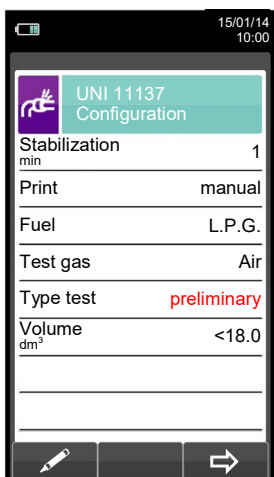 15/01/14
10:00
UNI 11137
Configuration
Stabilization 1
min
Print manual
Fuel L.P.G.
Test gas Air
Type test preliminary
Volume <18.0
dm³